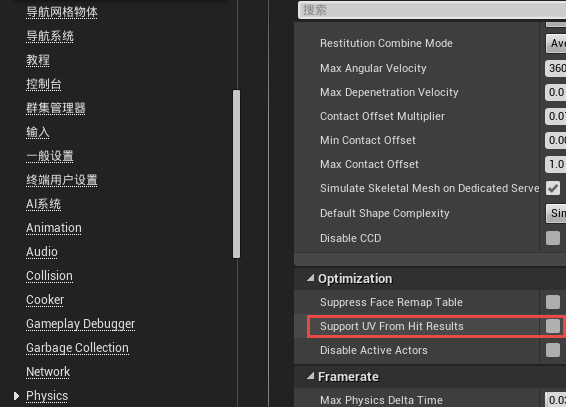 导航网格物体
导航系统
教程
控制台
群集管理器
输入
一般设置
终端用户设置
AI系统
Animation
Audio
Collision
Cooker
Gameplay Debugger
Garbage Collection
Network
Physics
搜索
Restitution Combine Mode
Ave
Max Angular Velocity
360
Max Depenetration Velocity
0.0
Contact Offset Multiplier
0.0
Min Contact Offset
0.00
Max Contact Offset
1.0
Simulate Skeletal Mesh on Dedicated Serve
Default Shape Complexity
Sim
Disable CCD
Optimization
Suppress Face Remap Table
Support UV From Hit Results
Disable Active Actors
Framerate
Max Physics Delta Time
0.03